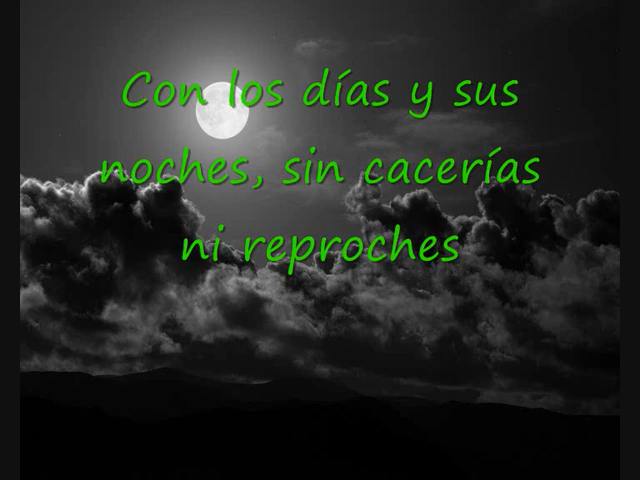 Con los días y sus
noches, sin cacerías
ni reproches